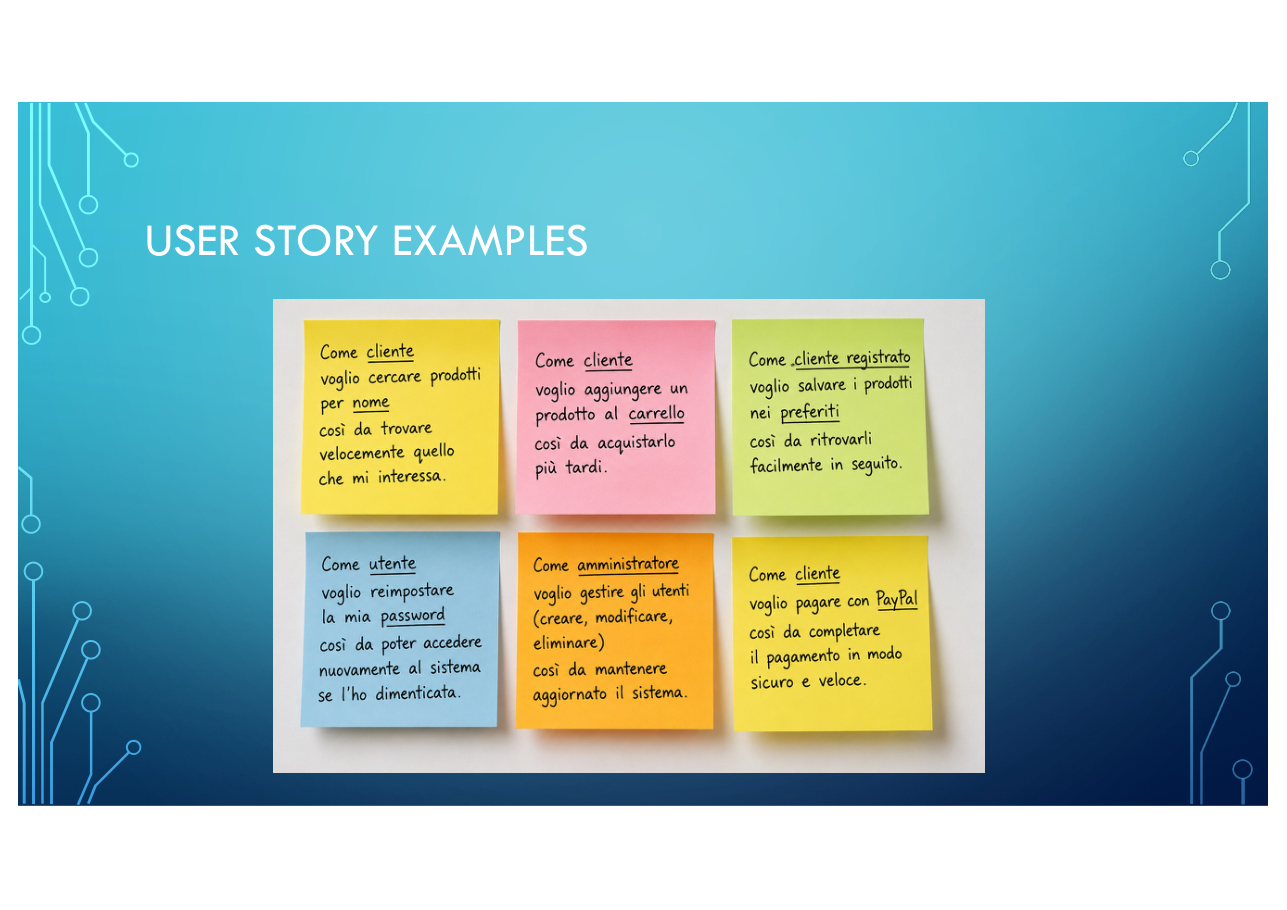 USER STORY EXAMPLES
Come cliente
voglio cercare prodotti
per nome
così da trovare
velocemente quello
che mi interessa.
Come cliente
voglio aggiungere un
prodotto al carrello
così da acquistarlo
più tardi.
Come cliente registrato
voglio salvare i prodotti
nei preferiti
così da ritrovarli
facilmente in seguito.
Come utente
voglio reimpostare
la mia password
così da poter accedere
nuovamente al sistema
se l'ho dimenticata.
Come amministratore
voglio gestire gli utenti
(creare, modificare,
eliminare)
così da mantenere
aggiornato il sistema.
Come cliente
voglio pagare con PayPal
così da completare
il pagamento in modo
sicuro e veloce.